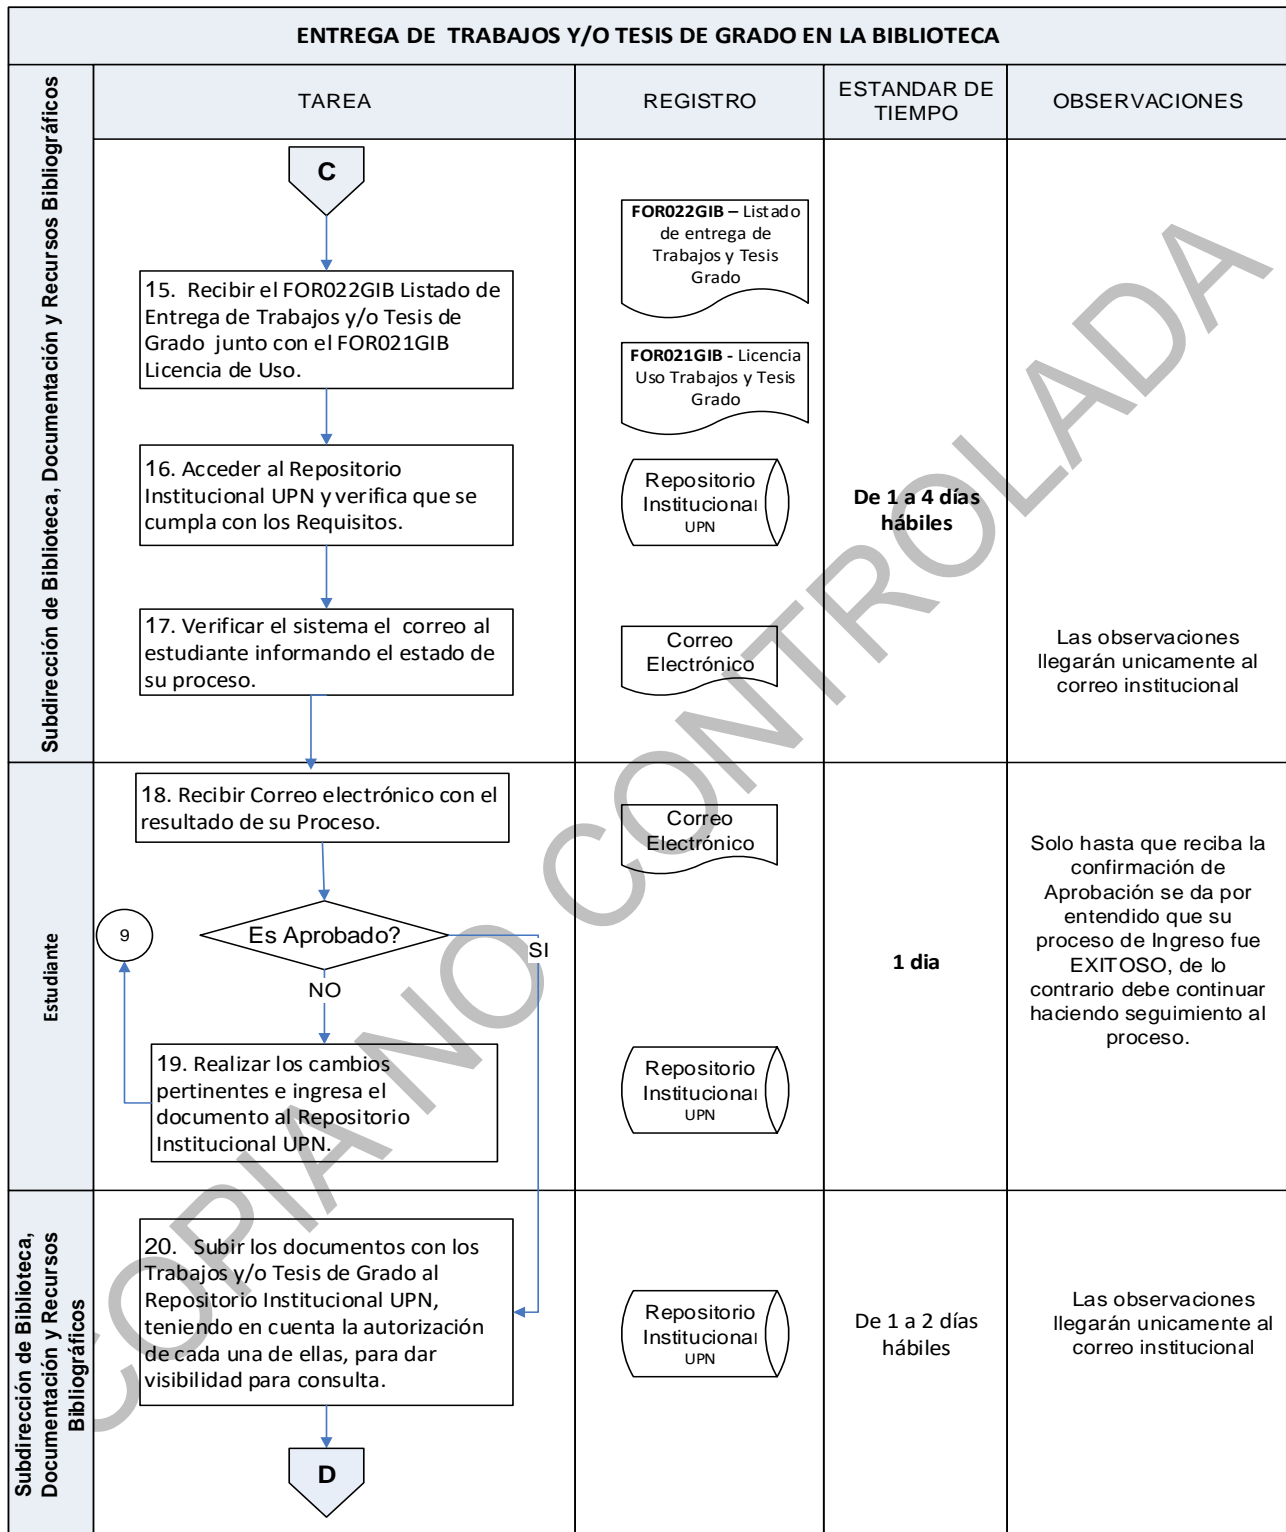 ENTREGA DE TRABAJOS Y/O TESIS DE GRADO EN LA BIBLIOTECA
Subdirección de Biblioteca, Documentación y Recursos Bibliográficos
TAREA
REGISTRO
ESTANDAR DE
TIEMPO
OBSERVACIONES
C
15. Recibir el FOR022GIB Listado de
Entrega de Trabajos y/o Tesis de
Grado junto con el FOR021GIB
Licencia de Uso.
FOR022GIB – Listado
de entrega de
Trabajos y Tesis
Grado
FOR021GIB - Licencia
Uso Trabajos y Tesis
Grado
16. Acceder al Repositorio
Institucional UPN y verifica que se
cumpla con los Requisitos.
Repositorio
Institucional
UPN
De 1 a 4 días
hábiles
17. Verificar el sistema el correo al
estudiante informando el estado de
su proceso.
Correo
Electrónico
Las observaciones
llegarán unicamente al
correo institucional
Estudiante
18. Recibir Correo electrónico con el
resultado de su Proceso.
Correo
Electrónico
9
Es Aprobado?
SI
NO
19. Realizar los cambios
pertinentes e ingresa el
documento al Repositorio
Institucional UPN.
Repositorio
Institucional
UPN
1 dia
Solo hasta que reciba la
confirmación de
Aprobación se da por
entendido que su
proceso de Ingreso fue
EXITOSO, de lo
contrario debe continuar
haciendo seguimiento al
proceso.
Subdirección de Biblioteca,
Documentación y Recursos
Bibliográficos
20. Subir los documentos con los
Trabajos y/o Tesis de Grado al
Repositorio Institucional UPN,
teniendo en cuenta la autorización
de cada una de ellas, para dar
visibilidad para consulta.
Repositorio
Institucional
UPN
De 1 a 2 días
hábiles
Las observaciones
llegarán unicamente al
correo institucional
D
COPIA NO CONTROLADA